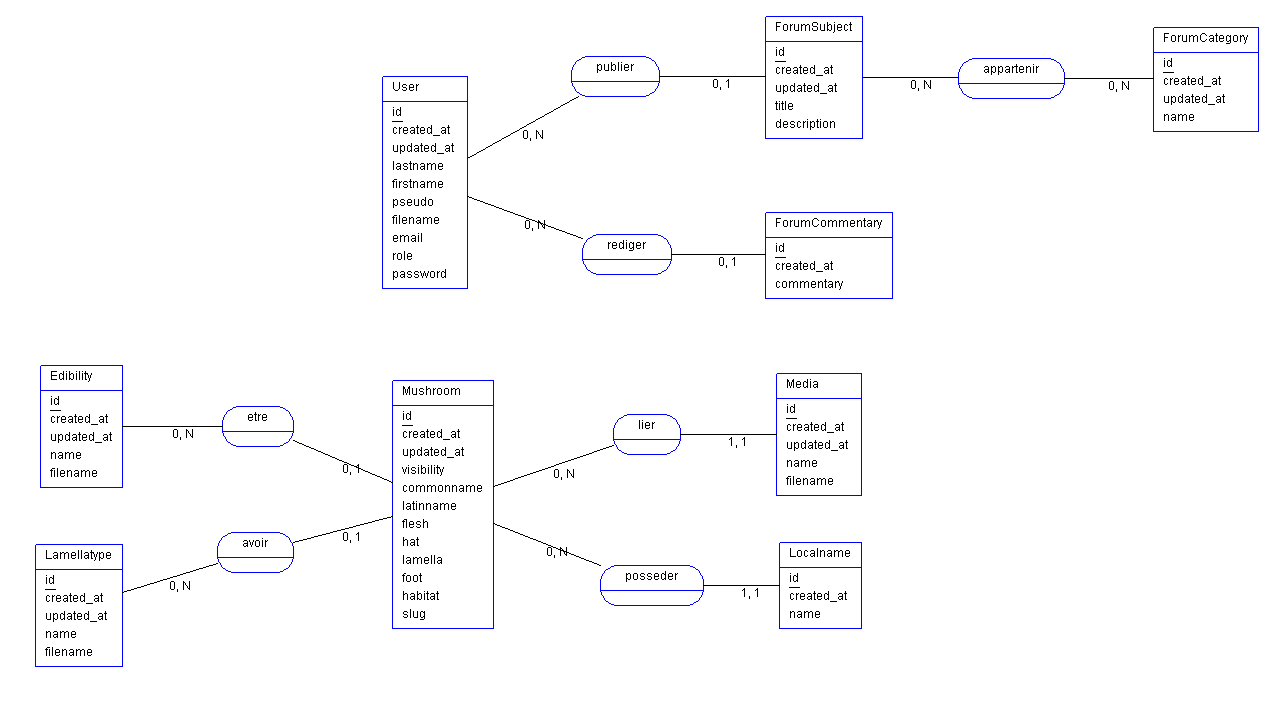 User
id
created_at
updated_at
lastname
firstname
pseudo
filename
email
role
password
0, N
publier
0, 1
ForumSubject
id
created_at
updated_at
title
description
0, N
appartenir
0, N
ForumCategory
id
created_at
updated_at
name
0, N
rediger
0, 1
ForumCommentary
id
created_at
commentary
Edibility
id
created_at
updated_at
name
filename
0, N
etre
0, 1
Lamellatype
id
created_at
updated_at
name
filename
0, N
avoir
0, 1
Mushroom
id
created_at
updated_at
visibility
commonname
latinname
flesh
hat
lamella
foot
habitat
slug
0, N
lier
1, 1
Media
id
created_at
updated_at
name
filename
0, N
posseder
1, 1
Localname
id
created_at
name